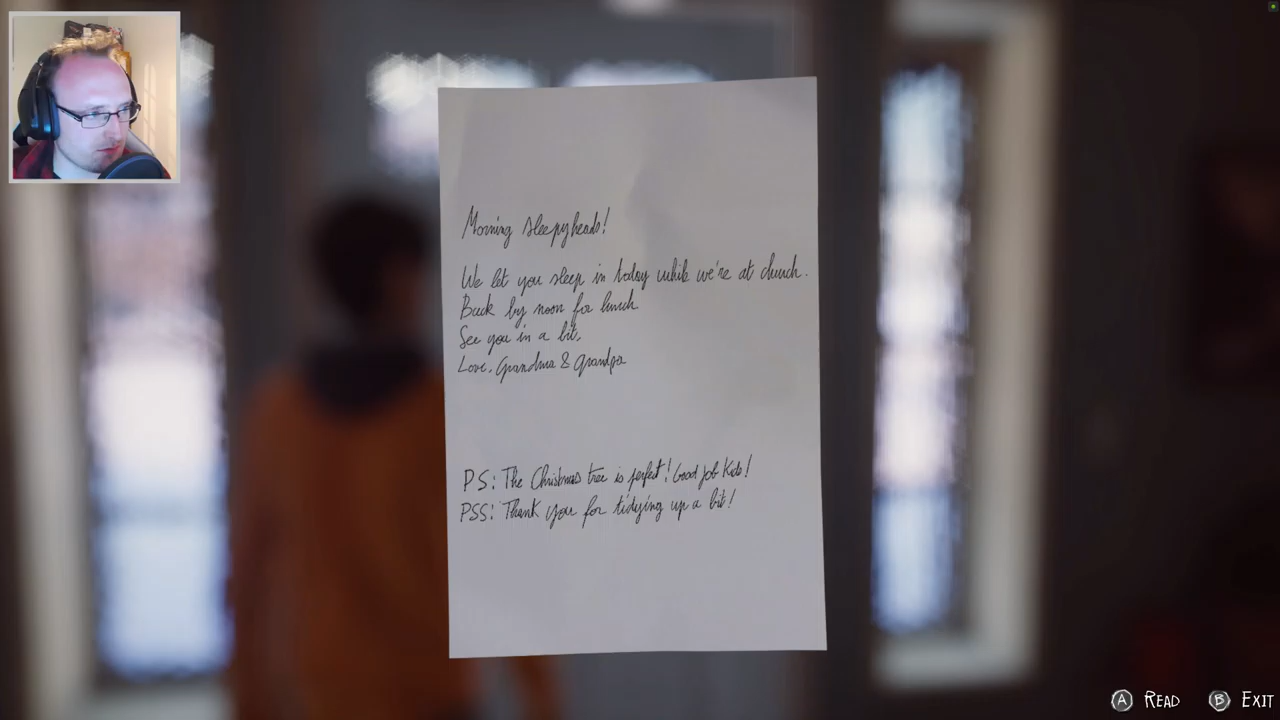 Morning sleepyheads!
We let you sleep in today while we're at church.
Back by noon for lunch
See you in a bit,
Love, Grandma & Grandpa
PS: The Christmas tree is perfect! Good job Kids!
PSS: Thank you for tidying up a bit!
A READ B EXIT